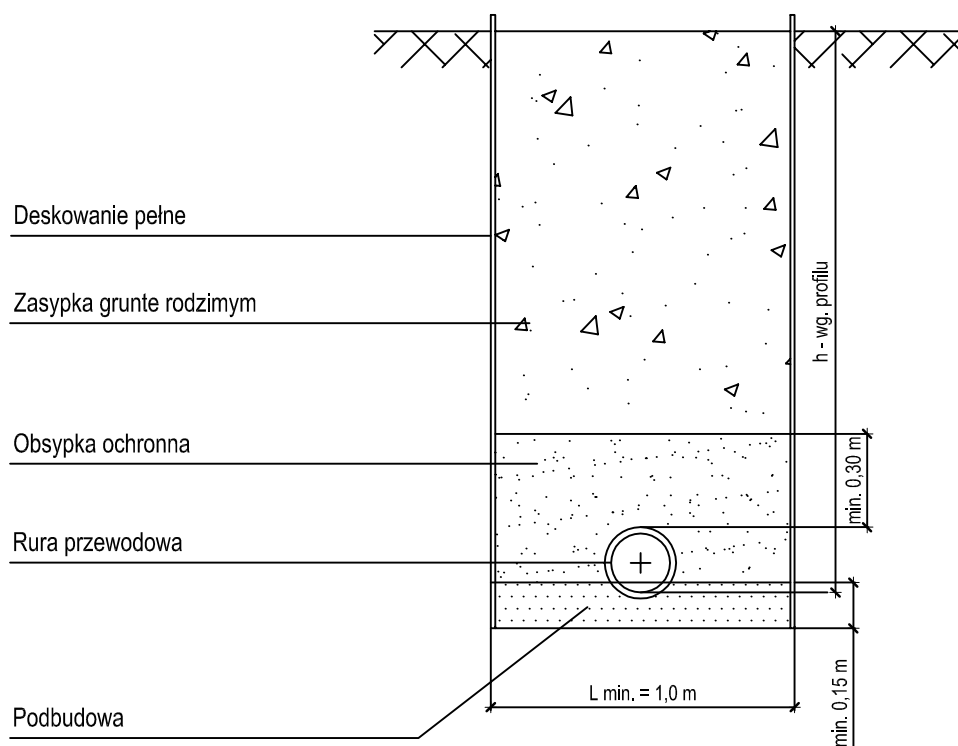 Deskowanie pełne
Zasypka grunte rodzimym
h - wg. profilu
Obsypka ochronna
min. 0,30 m
Rura przewodowa
L min. = 1,0 m
min. 0,15 m
Podbudowa